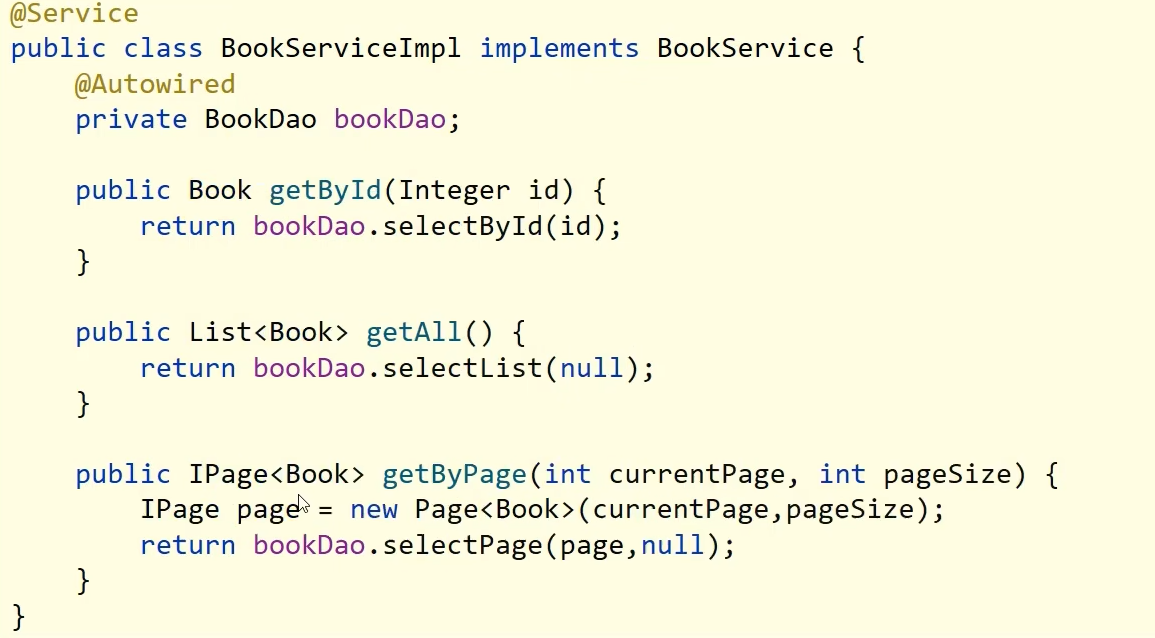 @Service
public class BookServiceImpl implements BookService {
    @Autowired
    private BookDao bookDao;

    public Book getById(Integer id) {
        return bookDao.selectById(id);
    }

    public List<Book> getAll() {
        return bookDao.selectList(null);
    }

    public IPage<Book> getByPage(int currentPage, int pageSize) {
        IPage page = new Page<Book>(currentPage,pageSize);
        return bookDao.selectPage(page,null);
    }
}